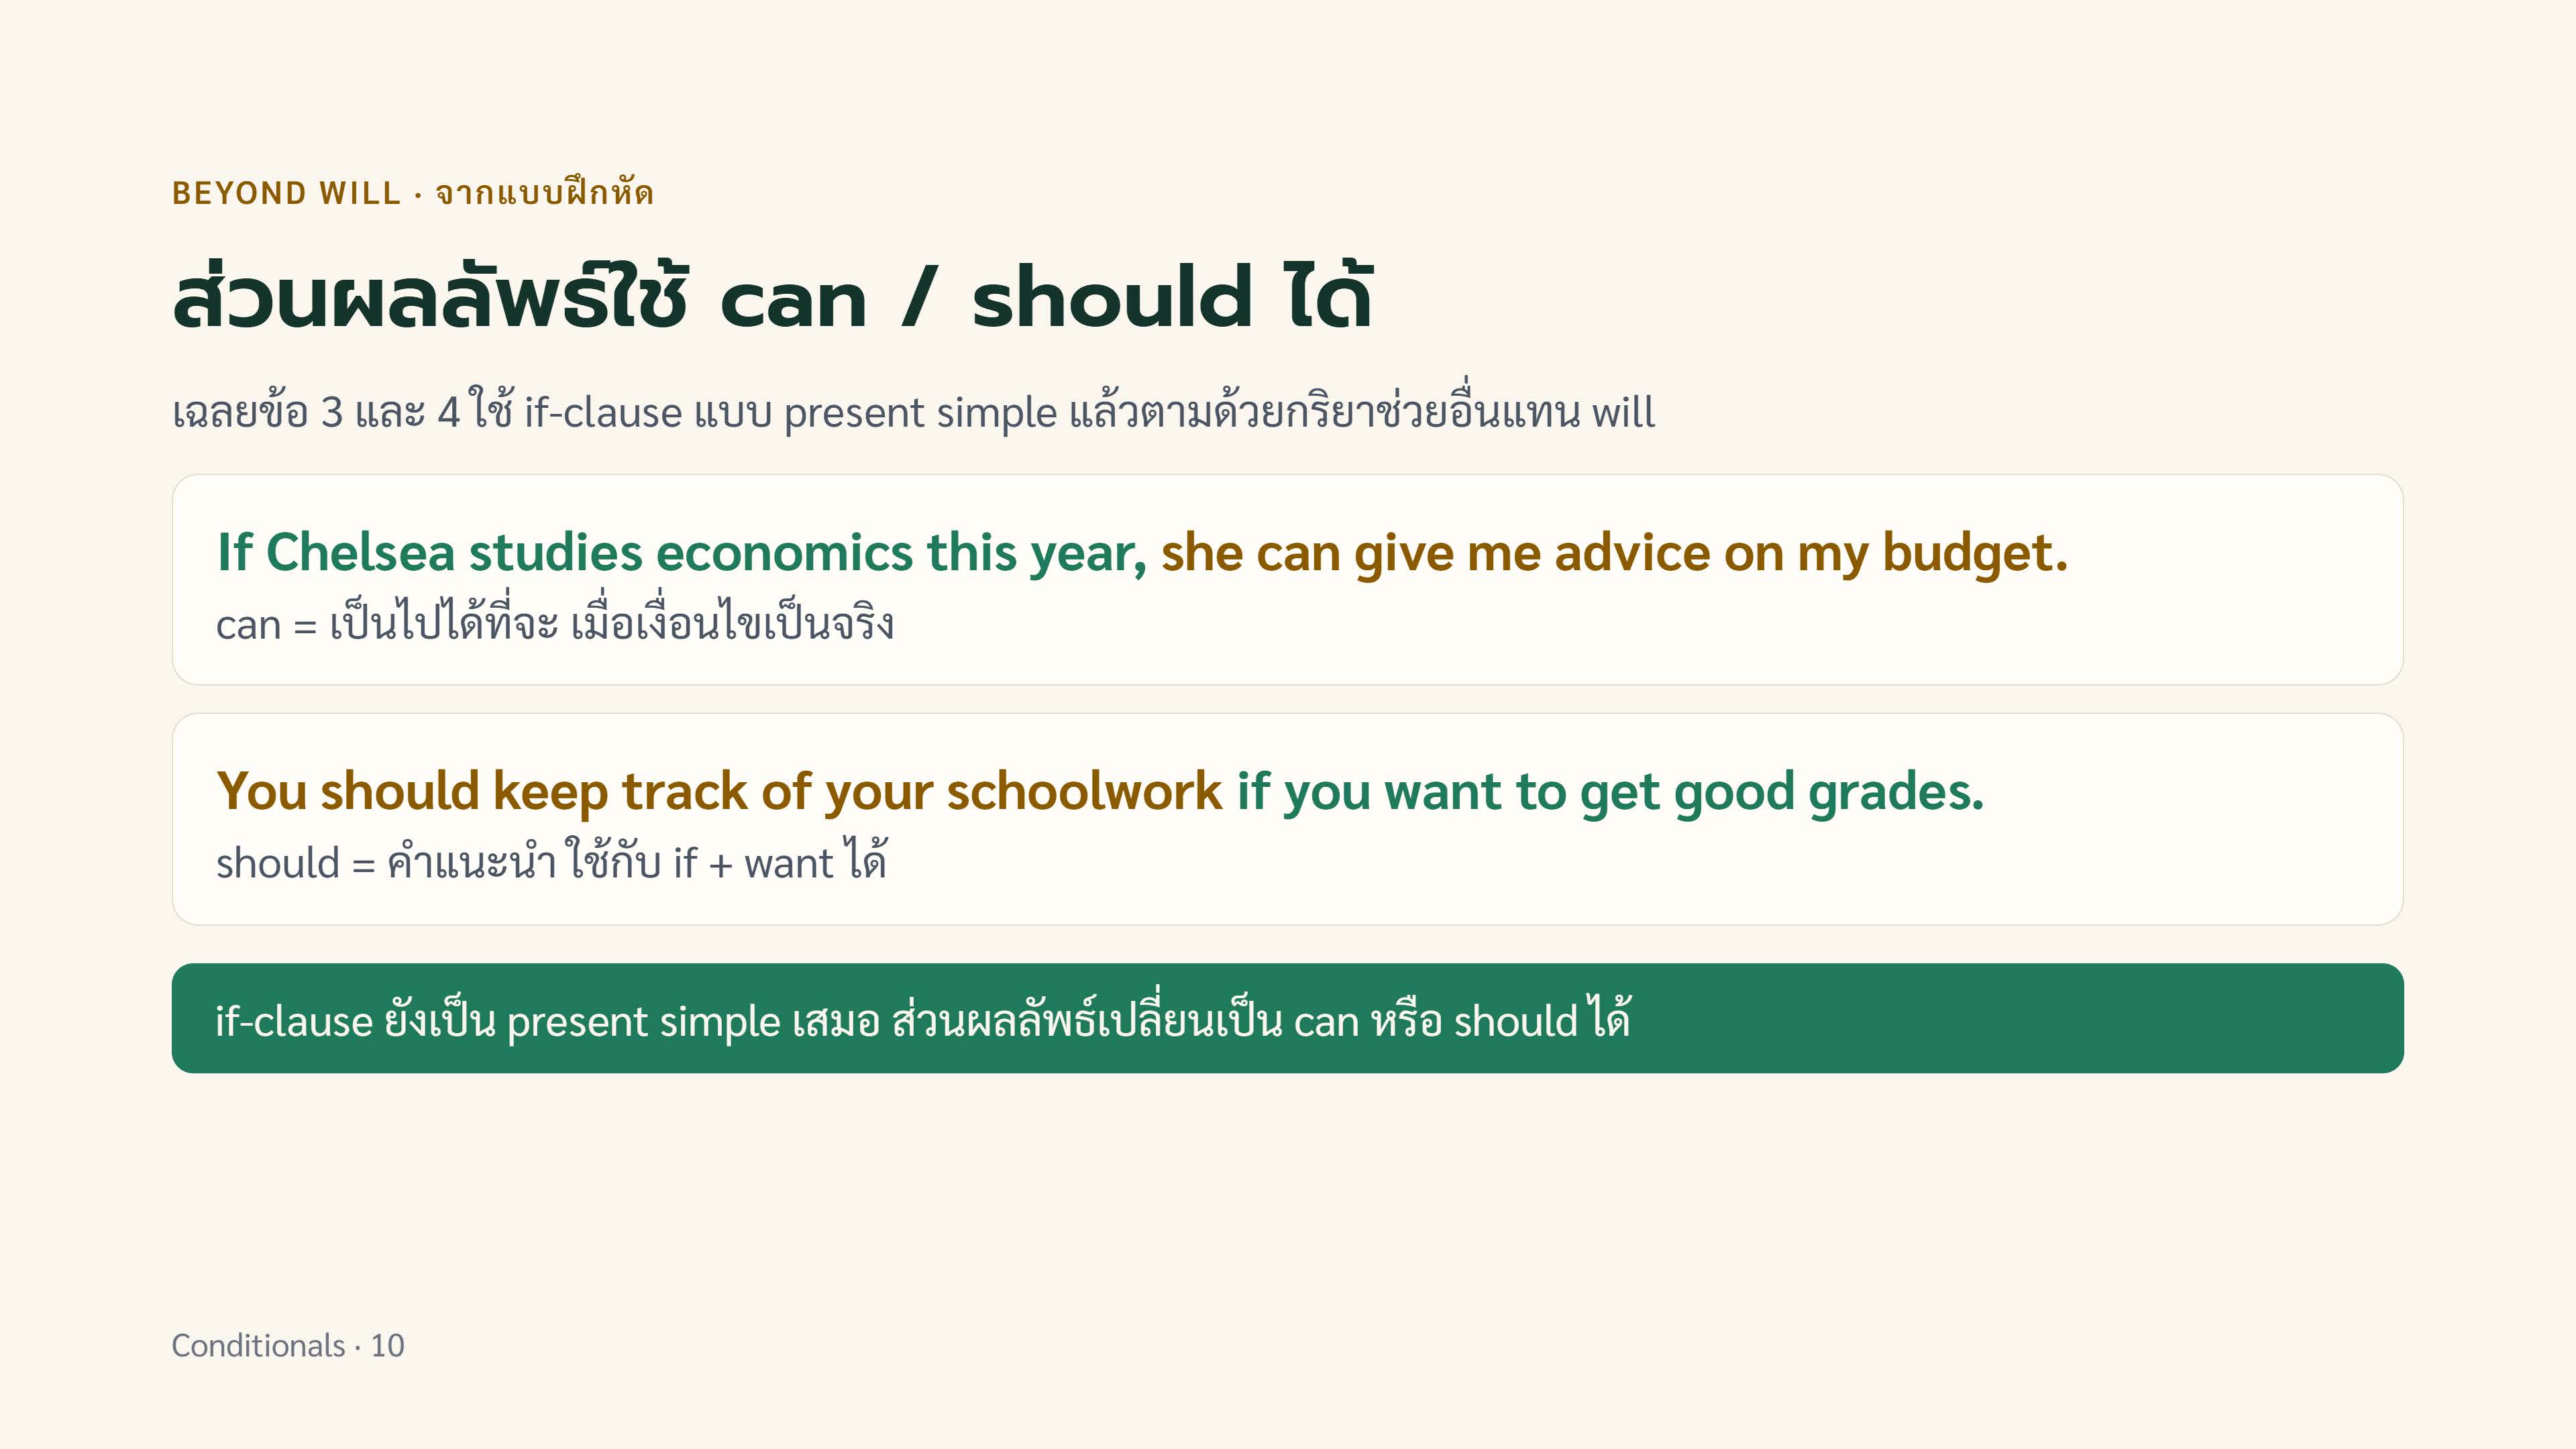 BEYOND WILL · จากแบบฝึกหัด
ส่วนผลลัพธ์ใช้ can / should ได้
เฉลยข้อ 3 และ 4 ใช้ if-clause แบบ present simple แล้วตามด้วยกริยาช่วยอื่นแทน will
If Chelsea studies economics this year, she can give me advice on my budget.
can = เป็นไปได้ที่จะ เมื่อเงื่อนไขเป็นจริง
You should keep track of your schoolwork if you want to get good grades.
should = คำแนะนำ ใช้กับ if + want ได้
if-clause ยังเป็น present simple เสมอ ส่วนผลลัพธ์เปลี่ยนเป็น can หรือ should ได้
Conditionals · 10